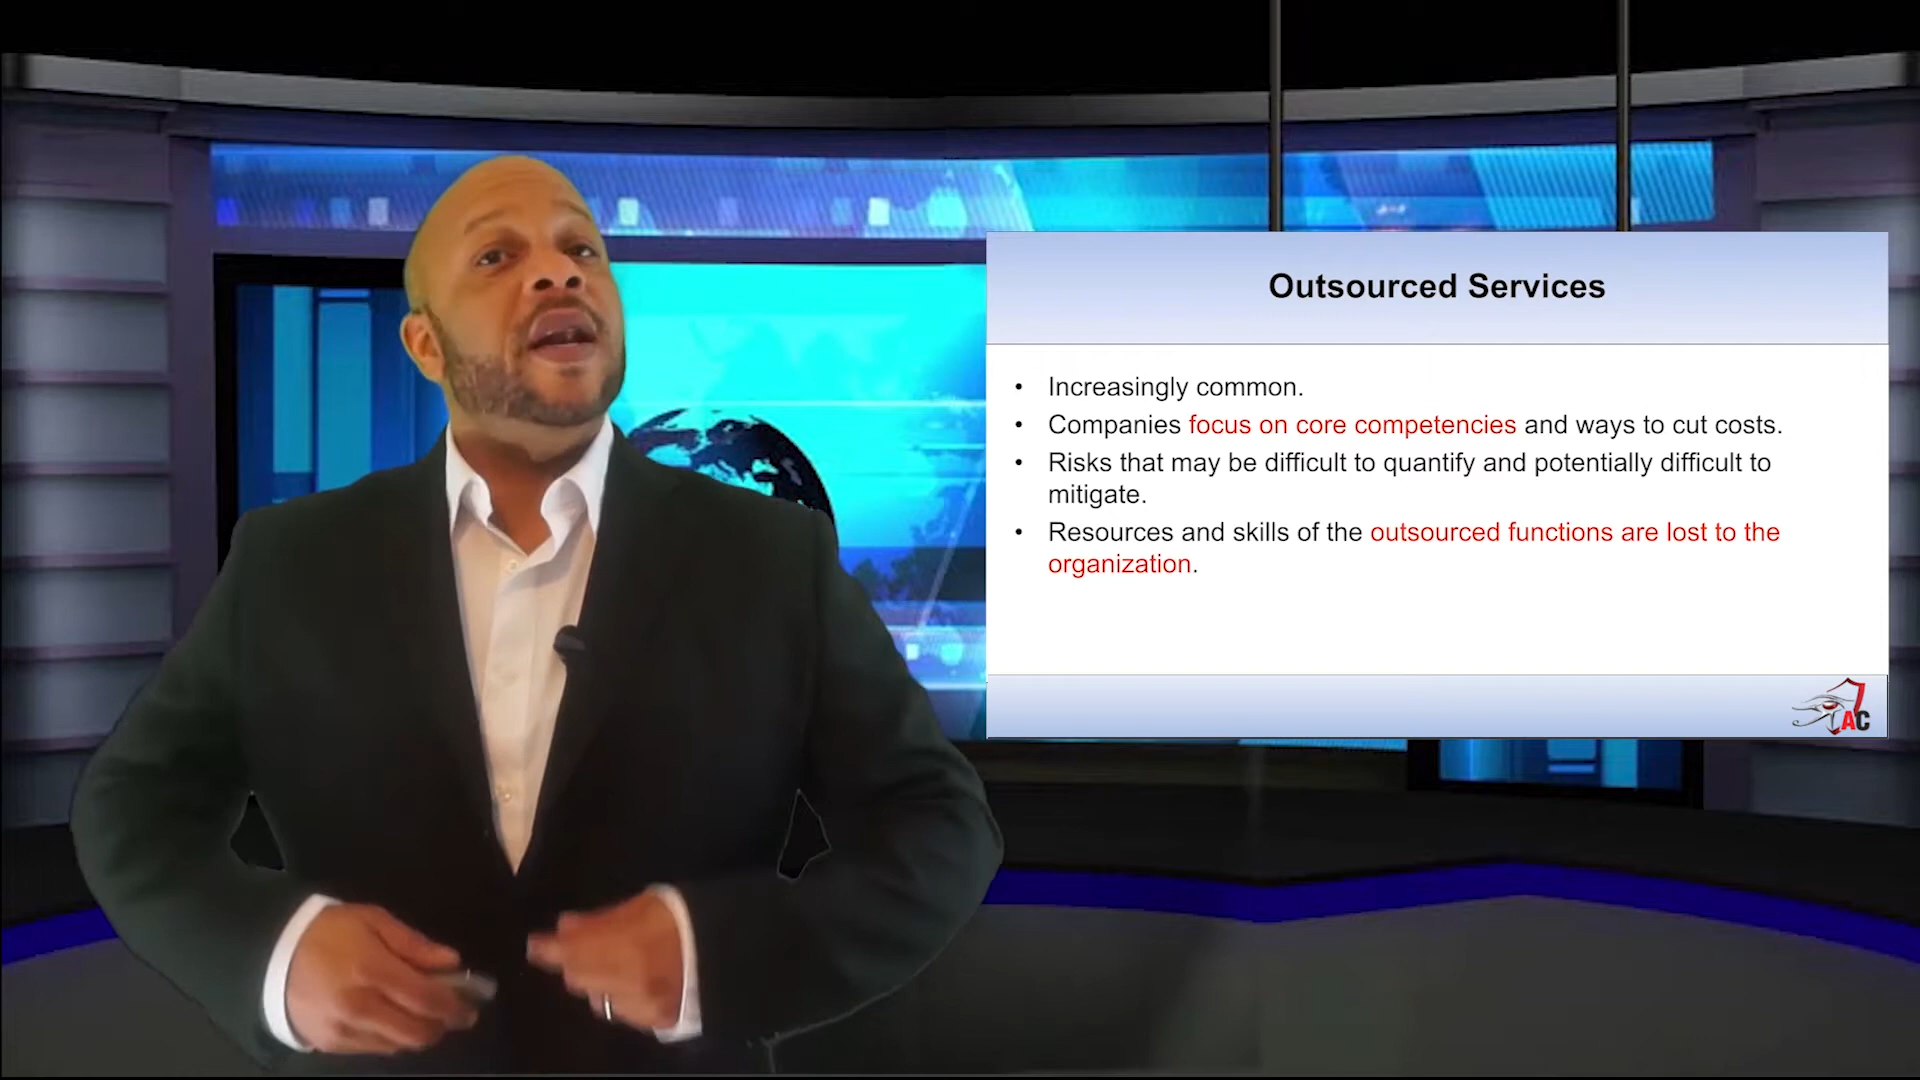 Outsourced Services
• Increasingly common.
• Companies focus on core competencies and ways to cut costs.
• Risks that may be difficult to quantify and potentially difficult to
mitigate.
• Resources and skills of the outsourced functions are lost to the
organization.
AC